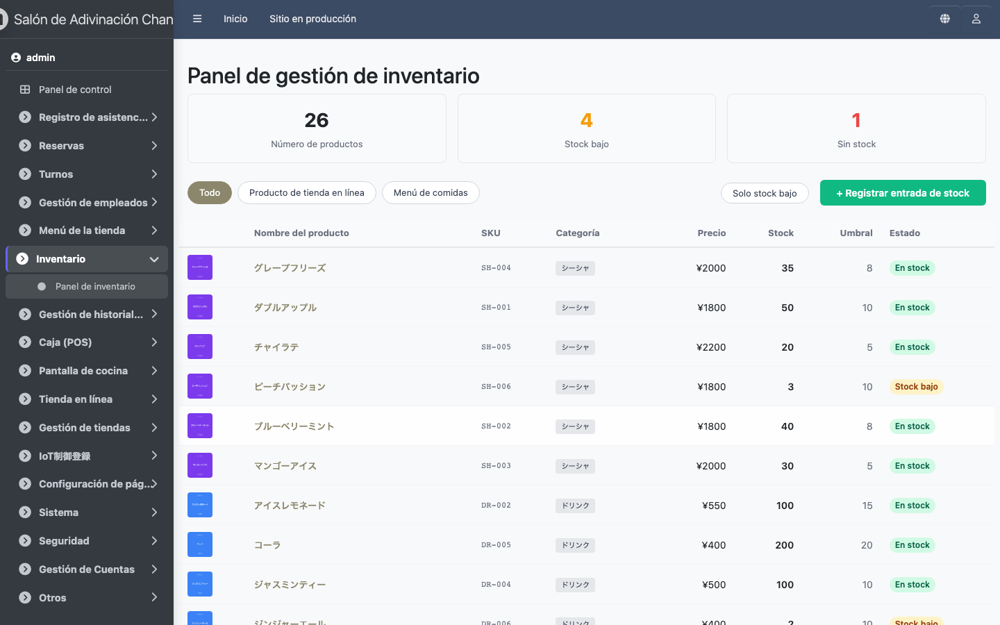 Salón de Adivinación Chan
Inicio
Sitio en producción
admin
Panel de control
Registro de asistenc...
Reservas
Turnos
Gestión de empleados
Menú de la tienda
Inventario
Panel de inventario
Gestión de historial...
Caja (POS)
Pantalla de cocina
Tienda en línea
Gestión de tiendas
IoT制御登録
Configuración de pág...
Sistema
Seguridad
Gestión de Cuentas
Otros
Panel de gestión de inventario
26
Número de productos
4
Stock bajo
1
Sin stock
Todo
Producto de tienda en línea
Menú de comidas
Solo stock bajo
+ Registrar entrada de stock
Nombre del producto SKU Categoría Precio Stock Umbral Estado
グレープフリーズ SH-004 シーシャ ¥2000 35 8 En stock
ダブルアップル SH-001 シーシャ ¥1800 50 10 En stock
チャイラテ SH-005 シーシャ ¥2200 20 5 En stock
ピーチパッション SH-006 シーシャ ¥1800 3 10 Stock bajo
ブルーベリーミント SH-002 シーシャ ¥1800 40 8 En stock
マンゴーアイス SH-003 シーシャ ¥2000 30 5 En stock
アイスレモネード DR-002 ドリンク ¥550 100 15 En stock
コーラ DR-005 ドリンク ¥400 200 20 En stock
ジャスミンティー DR-004 ドリンク ¥500 100 10 En stock
ジンジャーエール DR-006 ドリンク ¥400 2 10 Stock bajo